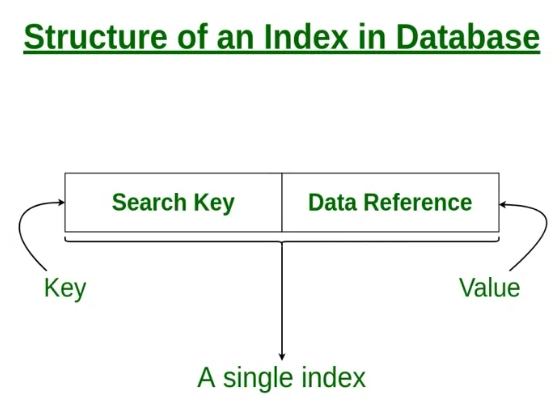 Structure of an Index in Database
Search Key
Data Reference
Key
Value
A single index